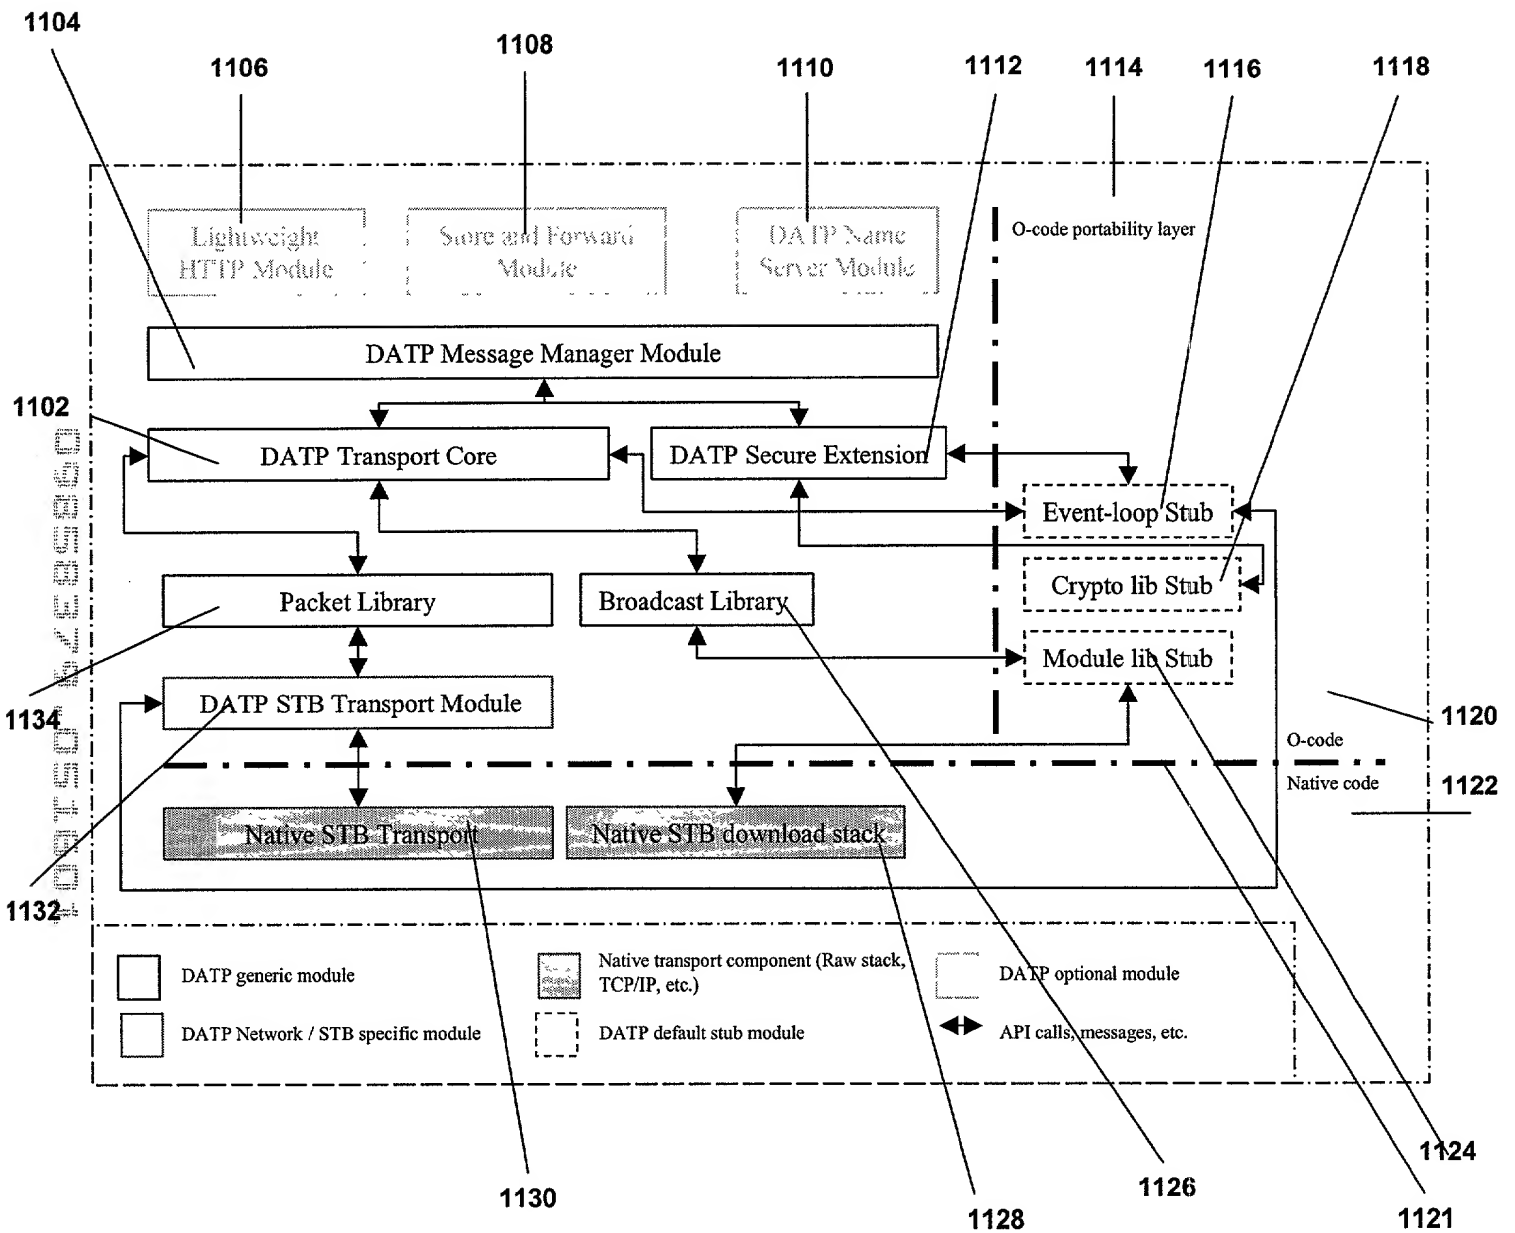 1104
1106
1108
1110
1112
1114
1116
1118
Lightweight
HTTP Module
Store and Forward
Module
DATP Name
Server Module
O-code portability layer
DATP Message Manager Module
1102
DATP Transport Core
DATP Secure Extension
Event-loop Stub
Crypto lib Stub
Packet Library
Broadcast Library
Module lib Stub
1134
DATP STB Transport Module
1120
O-code
Native code
1122
Native STB Transport
Native STB download stack
1132
DATP generic module
Native transport component (Raw stack,
TCP/IP, etc.)
DATP optional module
DATP Network / STB specific module
DATP default stub module
API calls, messages, etc.
1124
1130
1126
1128
1121